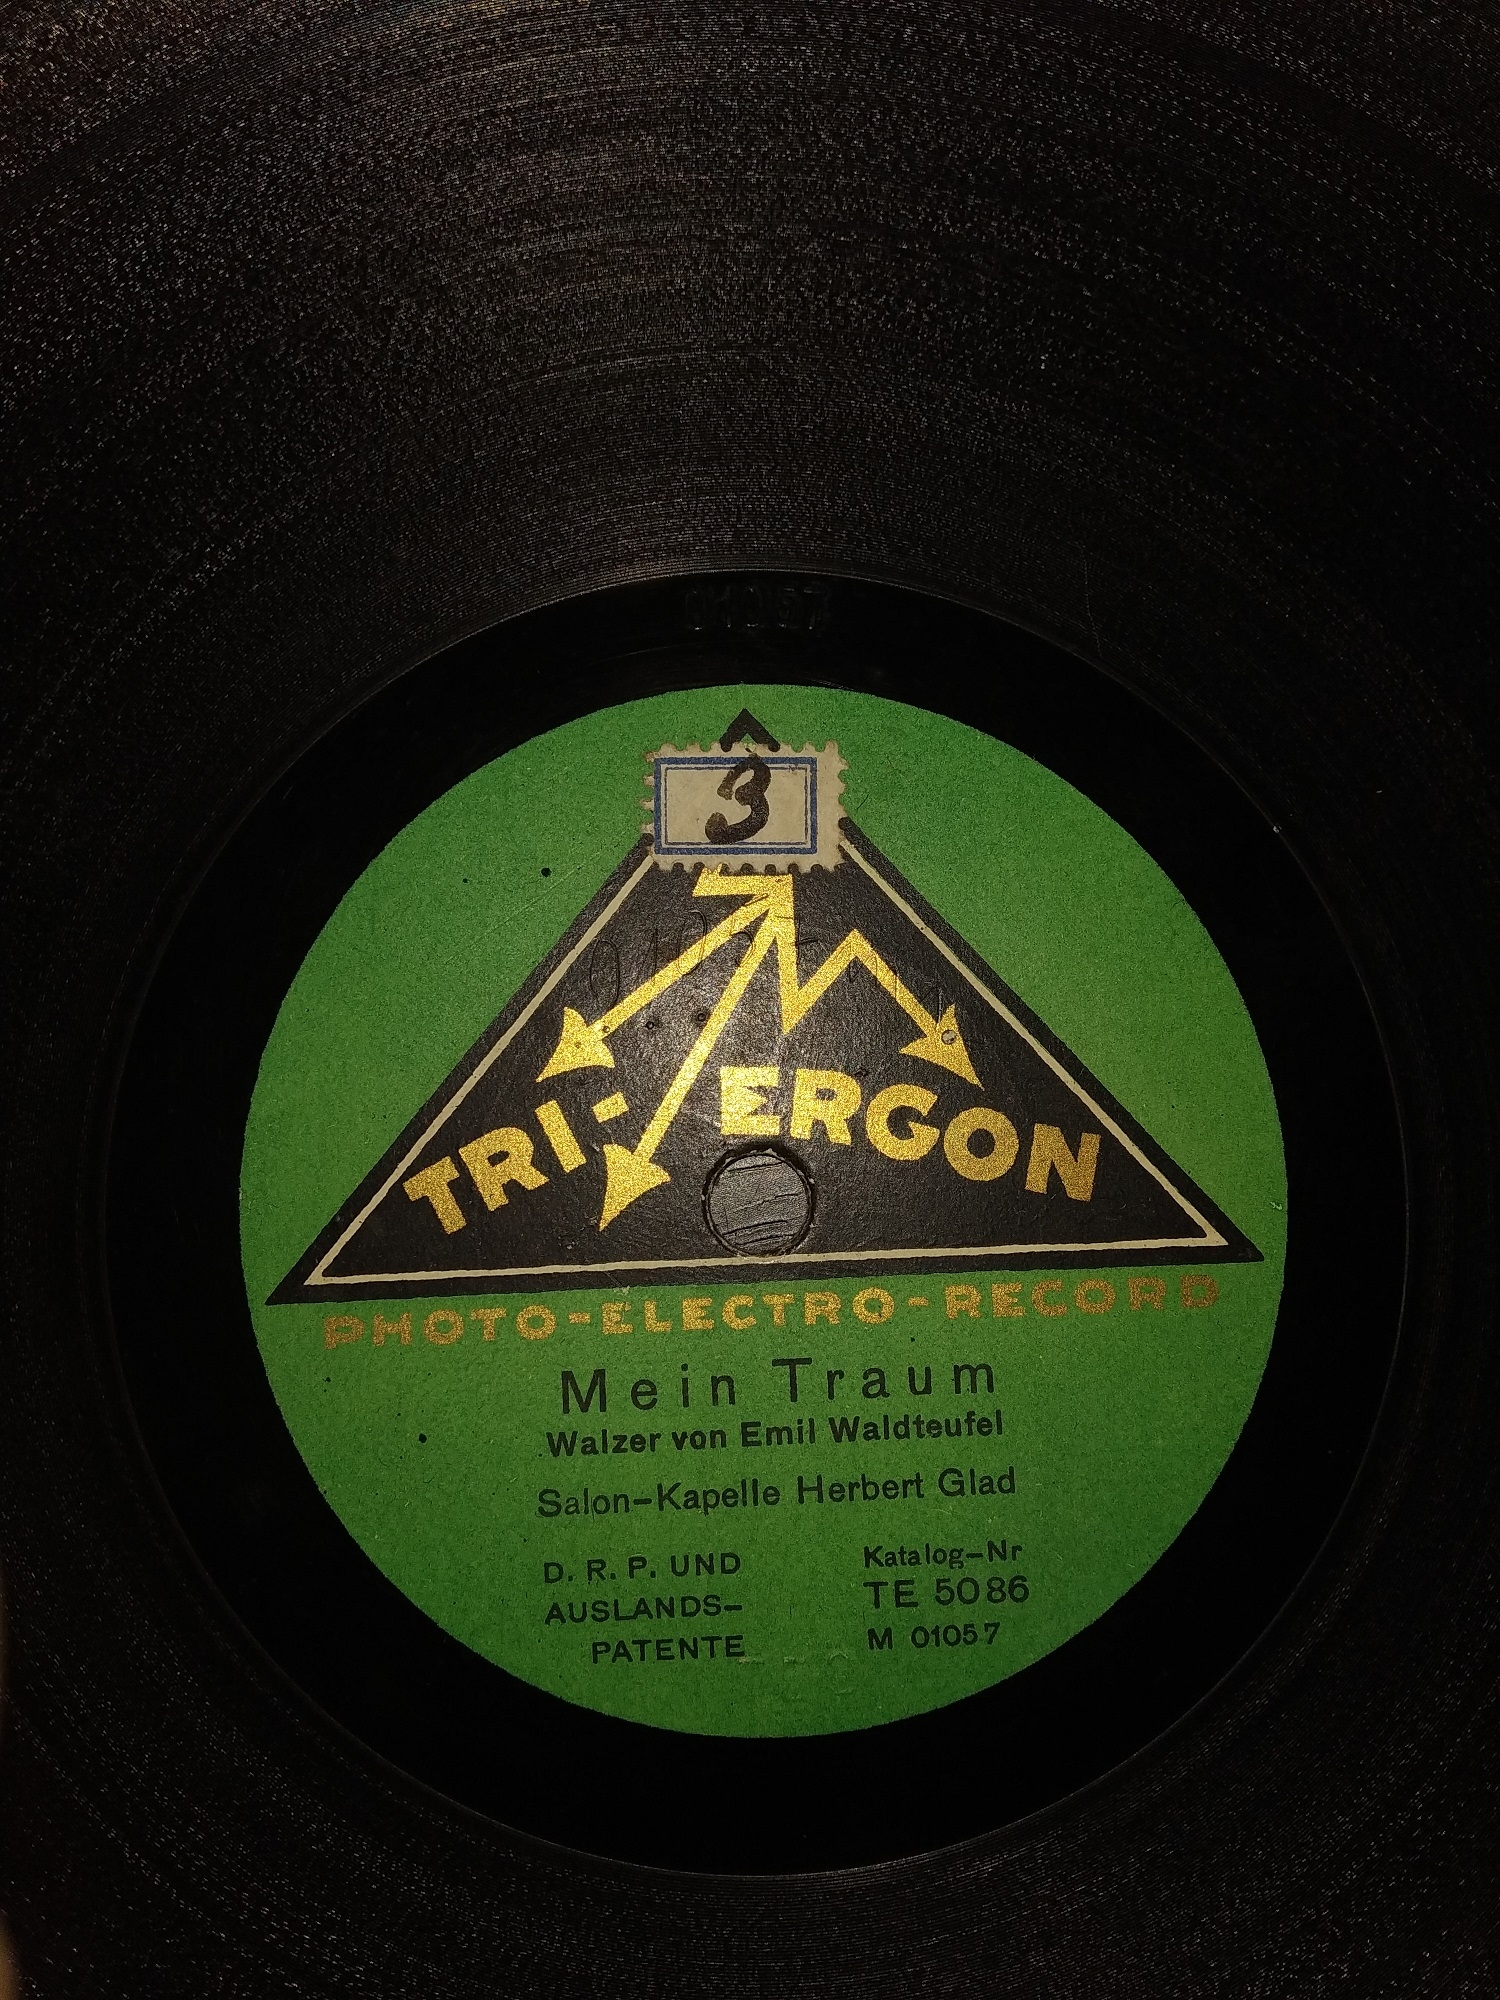 01057
3
TRI-ERGON
PHOTO-ELECTRO-RECORD
Mein Traum
Walzer von Emil Waldteufel
Salon-Kapelle Herbert Glad
D. R. P. UND
AUSLANDS-
PATENTE
Katalog-Nr
TE 5086
M 01057